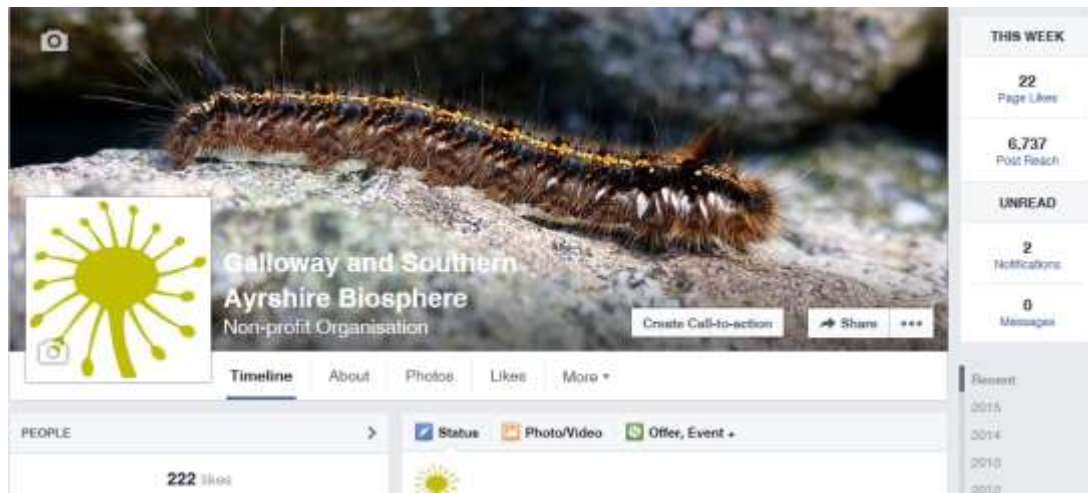 Galloway and Southern
Ayrshire Biosphere
Non-profit Organisation
Create Call-to-action
Share
Timeline About Photos Likes More
PEOPLE
222 likes
Status Photo/Video Offer, Event +
THIS WEEK
22
Page Likes
6,737
Post Reach
UNREAD
2
Notifications
0
Messages
Recent
2015
2014